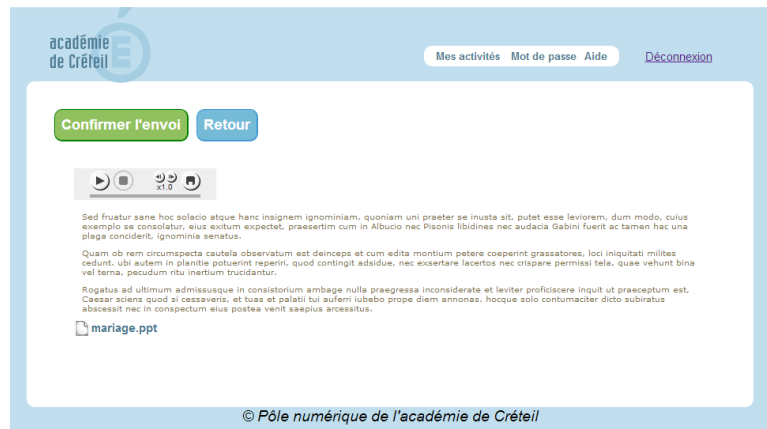 académie
de Créteil
É
Mes activités Mot de passe Aide Déconnexion
Confirmer l'envoi Retour
x1.0
Sed fruatur sane hoc solacio atque hanc insignem ignominiam, quoniam uni praeter se inusta sit, putet esse leviorem, dum modo, cuius
exemplo se consolatur, eius exitum expectet, praesertim cum in Albucio nec Pisonis libidines nec audacia Gabini fuerit ac tamen hac una
plaga conciderit, ignominia senatus.
Quam ob rem circumspecta cautela observatum est deinceps et cum edita montium petere coeperint grassatores, loci iniquitati milites
cedunt. ubi autem in planitie potuerint reperiri, quod contingit adsidue, nec exsertare lacertos nec crispare permissi tela, quae vehunt bina
vel terna, pecudum ritu inertium trucidantur.
Rogatus ad ultimum admissusque in consistorium ambage nulla praegressa inconsiderate et leviter proficiscere inquit ut praeceptum est,
Caesar sciens quod si cessaveris, et tuas et palatii tui auferri iubebo prope diem annonas. hocque solo contumaciter dicto subiratus
abscessit nec in conspectum eius postea venit saepius arcessitus.
mariage.ppt
© Pôle numérique de l'académie de Créteil